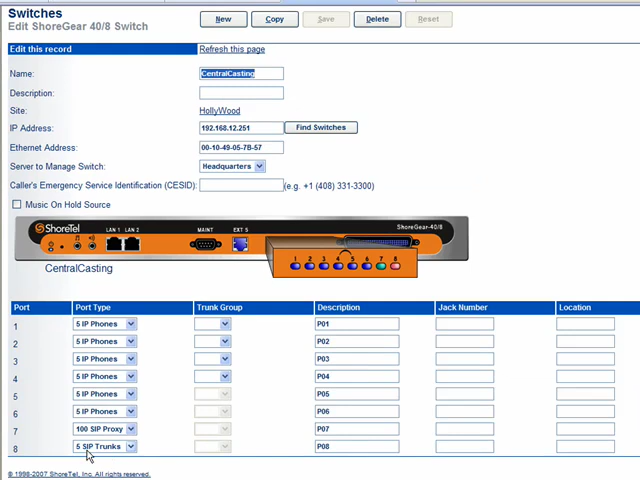 Switches
Edit ShoreGear 40/8 Switch
New Copy Save Delete Reset
Edit this record Refresh this page
Name: CentralCasting
Description:
Site: HollyWood
IP Address: 192.168.12.251 Find Switches
Ethernet Address: 00-10-49-05-7B-57
Server to Manage Switch: Headquarters
Caller's Emergency Service Identification (CESID): (e.g. +1 (408) 331-3300)
Music On Hold Source
ShoreTel LAN 1 LAN 2 MAINT EXT 5 ShoreGear-40/8
1 2 3 4 5 6 7 8
CentralCasting
Port Port Type Trunk Group Description Jack Number Location
1 5 IP Phones P01
2 5 IP Phones P02
3 5 IP Phones P03
4 5 IP Phones P04
5 5 IP Phones P05
6 5 IP Phones P06
7 100 SIP Proxy P07
8 5 SIP Trunks P08
© 1998-2007 ShoreTel, Inc. All rights reserved.